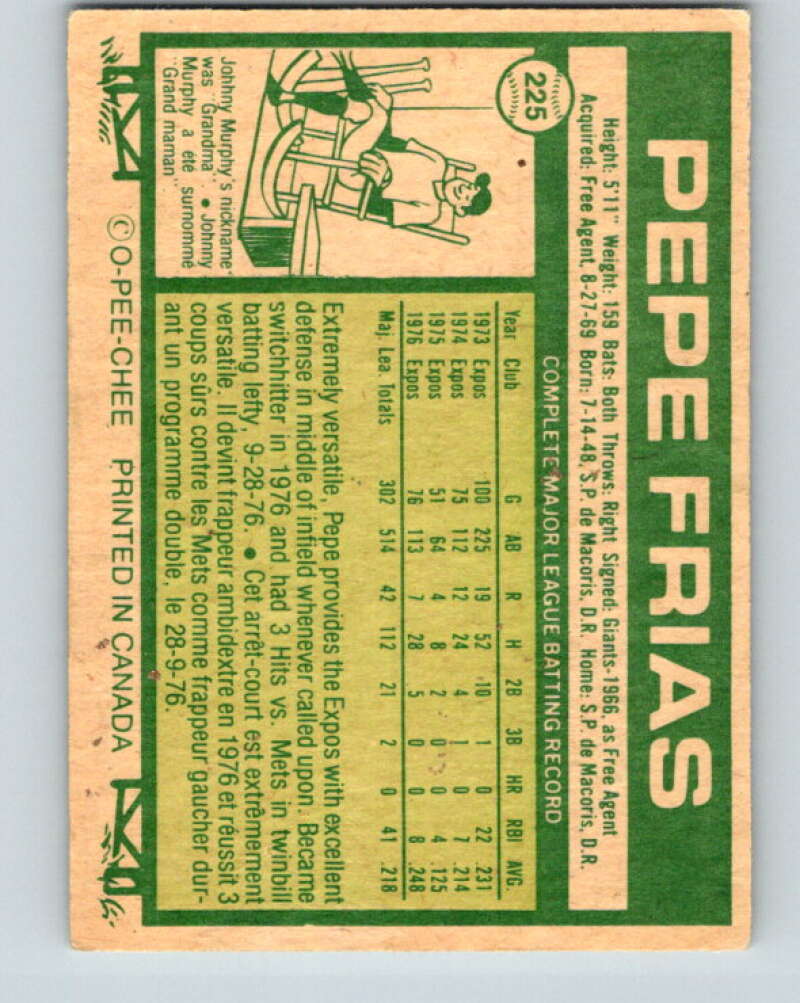 PEPE FRIAS
Height: 5'11" Weight: 159 Bats: Both Throws: Right Signed: Giants-1966, as Free Agent
Acquired: Free Agent, 8-27-69 Born: 7-14-48, S.P. de Macoris, D.R. Home: S.P. de Macoris, D.R.
225
COMPLETE MAJOR LEAGUE BATTING RECORD
Year Club G AB R H 2B 3B HR RBI AVG.
1973 Expos 100 225 19 52 10 1 0 22 .231
1974 Expos 75 112 12 24 4 1 0 7 .214
1975 Expos 51 64 4 8 2 0 0 4 .125
1976 Expos 76 113 7 28 5 0 0 8 .248
Maj. Lea. Totals 302 514 42 112 21 2 0 41 .218
Extremely versatile, Pepe provides the Expos with excellent
defense in middle of infield whenever called upon. Became
switchhitter in 1976 and had 3 Hits vs. Mets in twinbill
batting lefty, 9-28-76. ● Cet arrêt-court est extrêmement
versatile. Il devint frappeur ambidextre en 1976 et réussit 3
coups sûrs contre les Mets comme frappeur gaucher dur-
ant un programme double, le 28-9-76.
Johnny Murphy's nickname
was "Grandma". ● Johnny
Murphy a été surnommé
"Grand maman".
© O-PEE-CHEE PRINTED IN CANADA